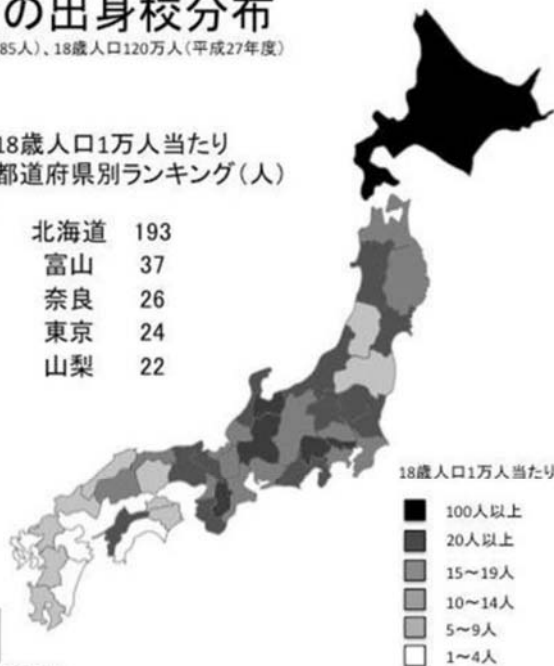 の出身校分布
85人)、18歳人口120万人(平成27年度)
18歳人口1万人当たり
都道府県別ランキング(人)
北海道 193
富山 37
奈良 26
東京 24
山梨 22
18歳人口1万人当たり
100人以上
20人以上
15～19人
10～14人
5～9人
1～4人